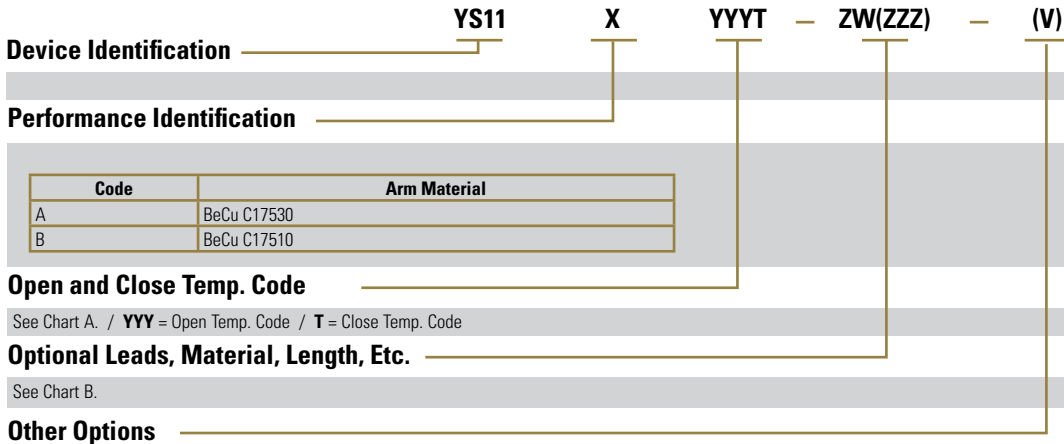 YS11 X YYYT – ZW(ZZZ) – (V)
Device Identification
Performance Identification
Code Arm Material
A BeCu C17530
B BeCu C17510
Open and Close Temp. Code
See Chart A. / YYY = Open Temp. Code / T = Close Temp. Code
Optional Leads, Material, Length, Etc.
See Chart B.
Other Options